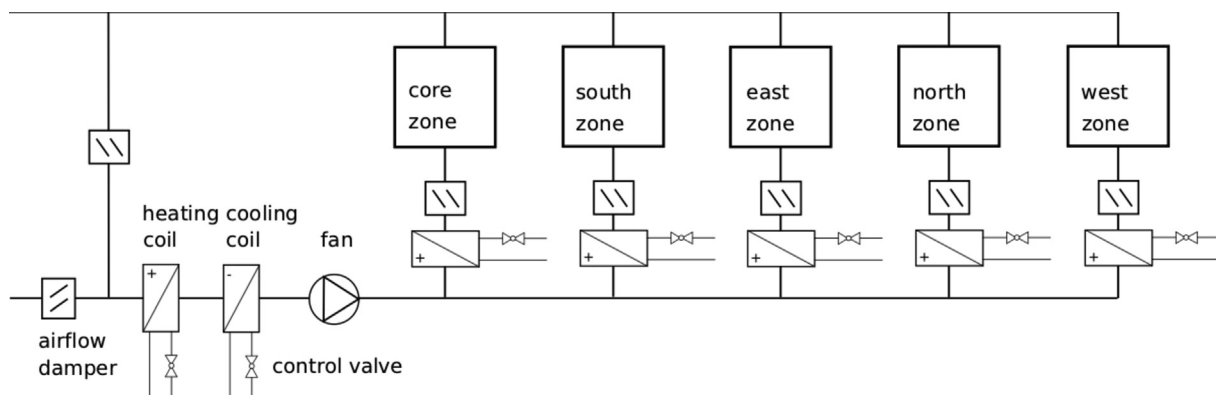 core
zone
south
zone
east
zone
north
zone
west
zone
heating cooling
coil coil
fan
+
-
+
+
+
+
+
airflow
damper
control valve